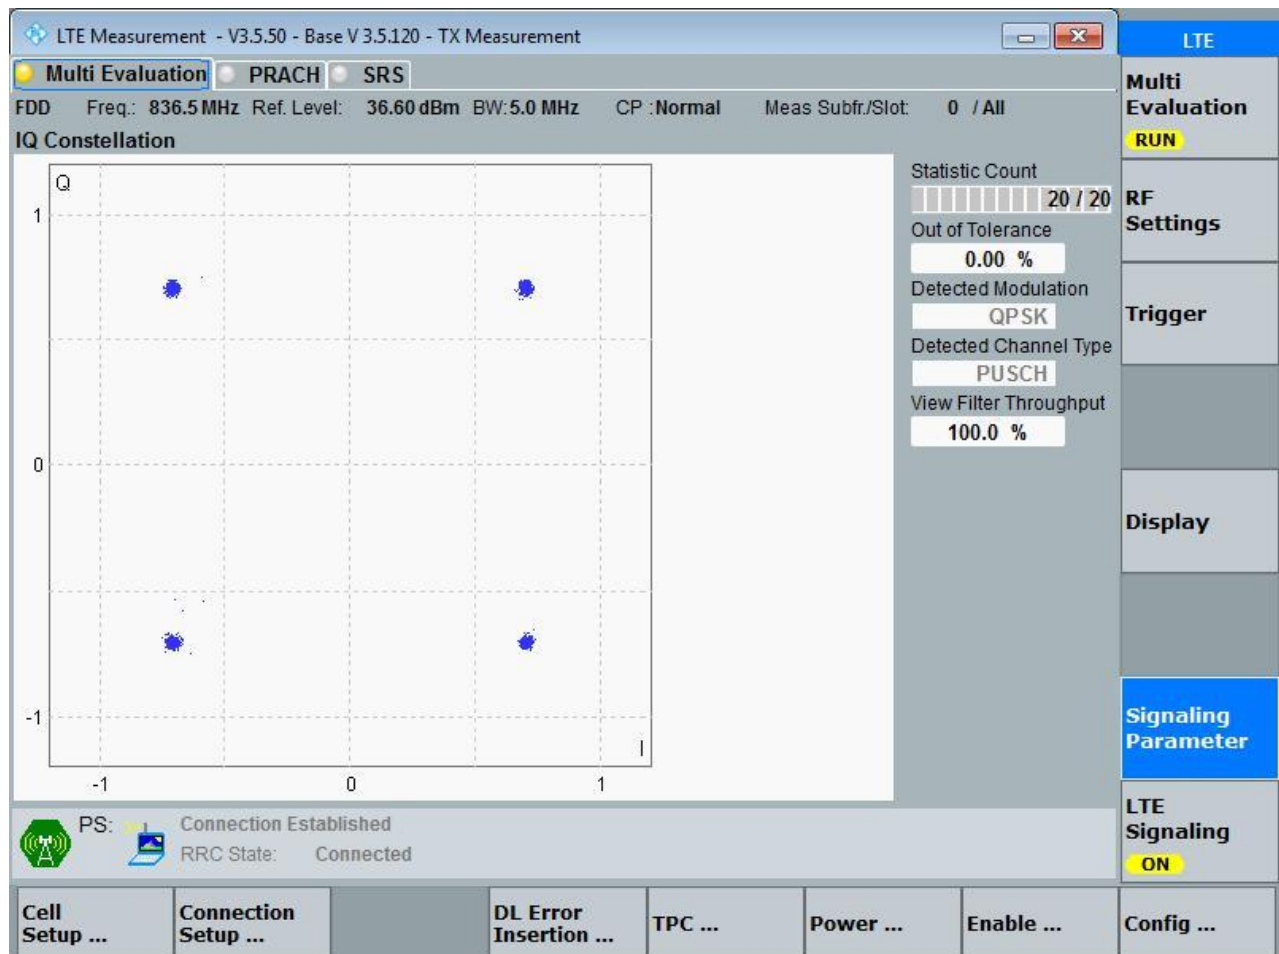 LTE Measurement - V3.5.50 - Base V 3.5.120 - TX Measurement
LTE
Multi Evaluation PRACH SRS
FDD Freq.: 836.5 MHz Ref. Level: 36.60 dBm BW: 5.0 MHz CP : Normal Meas Subfr./Slot: 0 / All
IQ Constellation
Q
1
0
-1
I
-1 0 1
Statistic Count
20 / 20
Out of Tolerance
0.00 %
Detected Modulation
QPSK
Detected Channel Type
PUSCH
View Filter Throughput
100.0 %
Multi
Evaluation
RUN
RF
Settings
Trigger
Display
Signaling
Parameter
LTE
Signaling
ON
PS: Connection Established
RRC State: Connected
Cell
Setup ...
Connection
Setup ...
DL Error
Insertion ...
TPC ...
Power ...
Enable ...
Config ...